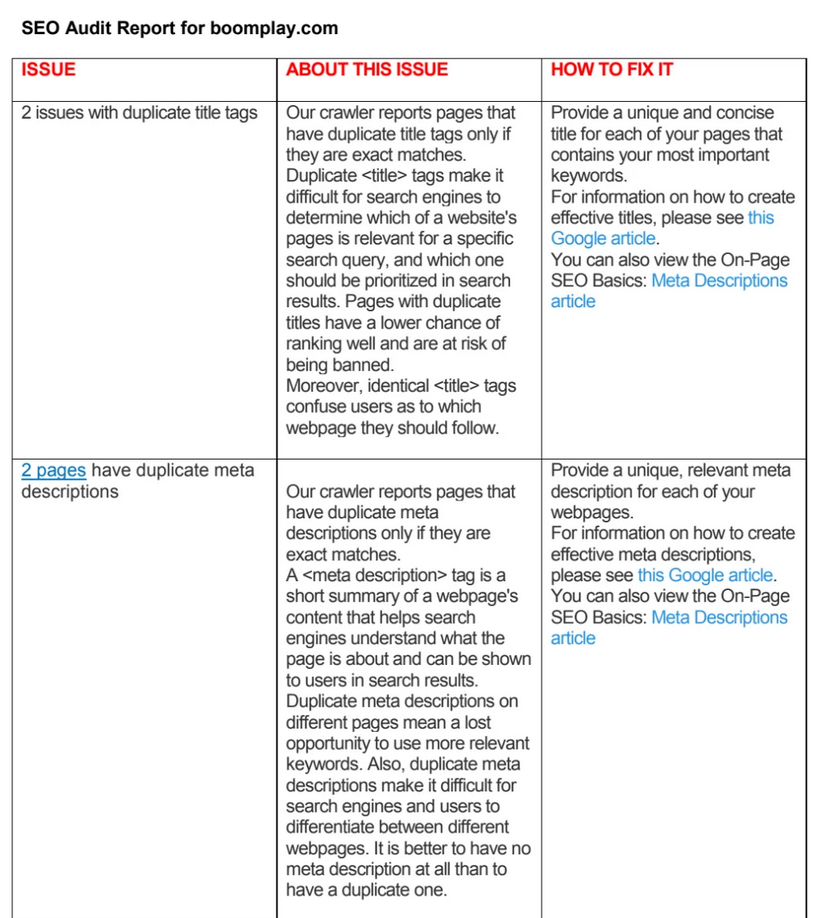 SEO Audit Report for boomplay.com
ISSUE
ABOUT THIS ISSUE
HOW TO FIX IT
2 issues with duplicate title tags
Our crawler reports pages that
have duplicate title tags only if
they are exact matches.
Duplicate <title> tags make it
difficult for search engines to
determine which of a website's
pages is relevant for a specific
search query, and which one
should be prioritized in search
results. Pages with duplicate
titles have a lower chance of
ranking well and are at risk of
being banned.
Moreover, identical <title> tags
confuse users as to which
webpage they should follow.
Provide a unique and concise
title for each of your pages that
contains your most important
keywords.
For information on how to create
effective titles, please see this
Google article.
You can also view the On-Page
SEO Basics: Meta Descriptions
article
2 pages have duplicate meta
descriptions
Our crawler reports pages that
have duplicate meta
descriptions only if they are
exact matches.
A <meta description> tag is a
short summary of a webpage's
content that helps search
engines understand what the
page is about and can be shown
to users in search results.
Duplicate meta descriptions on
different pages mean a lost
opportunity to use more relevant
keywords. Also, duplicate meta
descriptions make it difficult for
search engines and users to
differentiate between different
webpages. It is better to have no
meta description at all than to
have a duplicate one.
Provide a unique, relevant meta
description for each of your
webpages.
For information on how to create
effective meta descriptions,
please see this Google article.
You can also view the On-Page
SEO Basics: Meta Descriptions
article